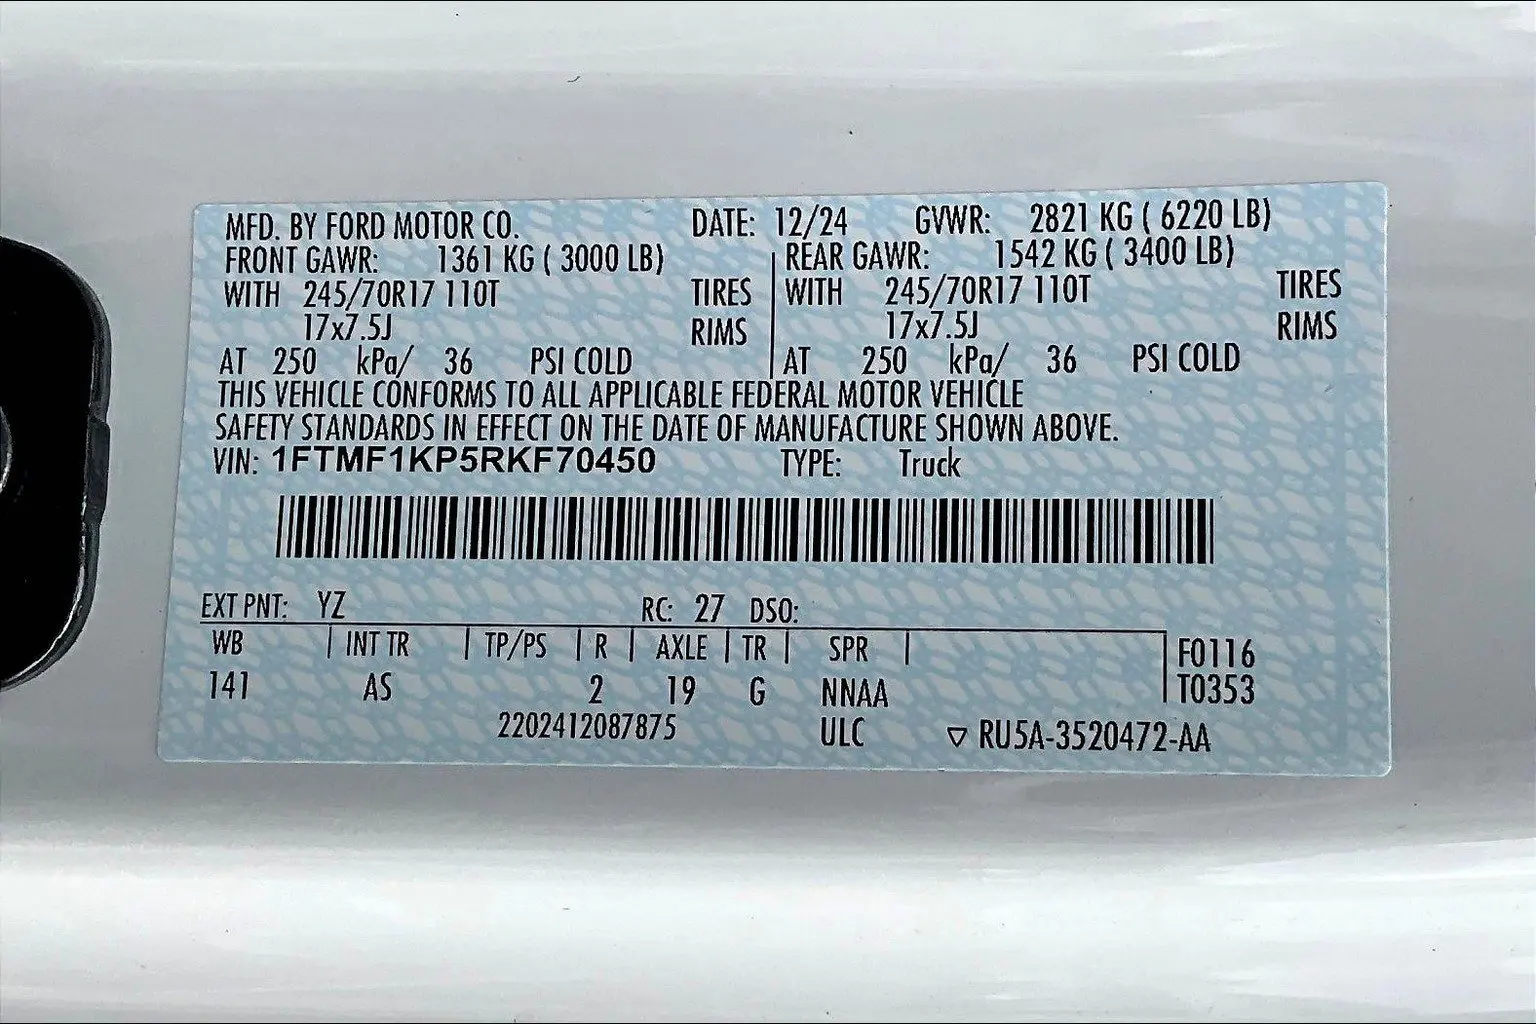 MFD. BY FORD MOTOR CO. DATE: 12/24 GVWR: 2821 KG ( 6220 LB)
FRONT GAWR: 1361 KG ( 3000 LB) REAR GAWR: 1542 KG ( 3400 LB)
WITH 245/70R17 110T TIRES WITH 245/70R17 110T TIRES
17x7.5J RIMS 17x7.5J RIMS
AT 250 kPa/ 36 PSI COLD AT 250 kPa/ 36 PSI COLD
THIS VEHICLE CONFORMS TO ALL APPLICABLE FEDERAL MOTOR VEHICLE
SAFETY STANDARDS IN EFFECT ON THE DATE OF MANUFACTURE SHOWN ABOVE.
VIN: 1FTMF1KP5RKF70450 TYPE: Truck
EXT PNT: YZ RC: 27 DSO:
WB | INT TR | TP/PS | R | AXLE | TR | SPR | F0116
141 AS 2 19 G NNAA T0353
2202412087875 ULC ▽ RU5A-3520472-AA